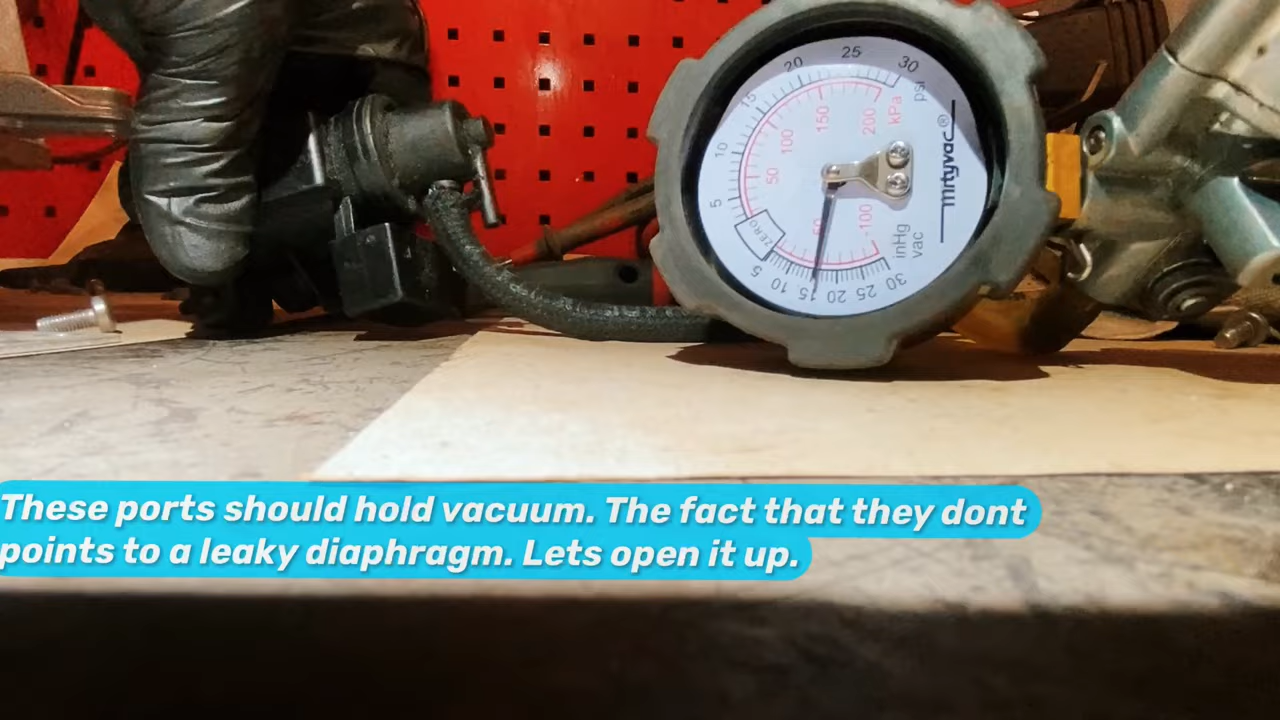 25
20
30
psi
15
150
200
kPa
100
10
50
mityvac®
5
ZERO
50
-100
inHg
vac
5
10
15
20
25
30
These ports should hold vacuum. The fact that they dont
points to a leaky diaphragm. Lets open it up.